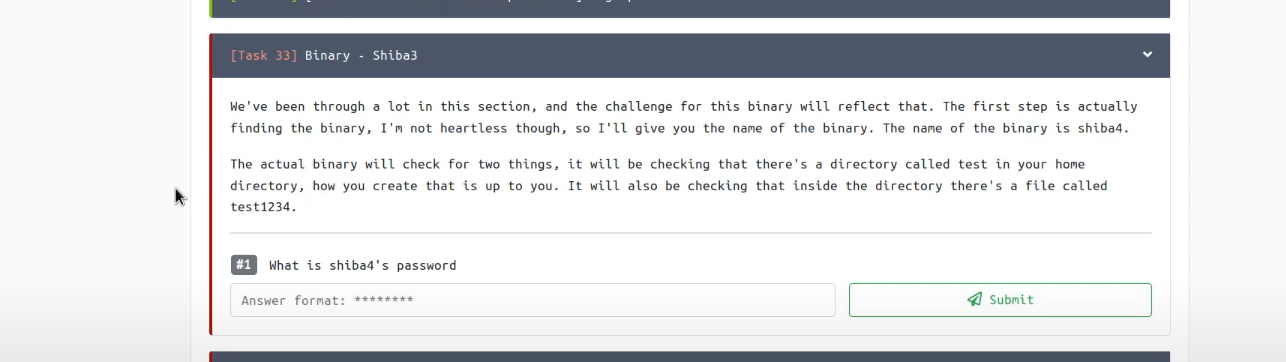 [Task 33] Binary - Shiba3
We've been through a lot in this section, and the challenge for this binary will reflect that. The first step is actually
finding the binary, I'm not heartless though, so I'll give you the name of the binary. The name of the binary is shiba4.
The actual binary will check for two things, it will be checking that there's a directory called test in your home
directory, how you create that is up to you. It will also be checking that inside the directory there's a file called
test1234.
#1 What is shiba4's password
Answer format: ******** Submit